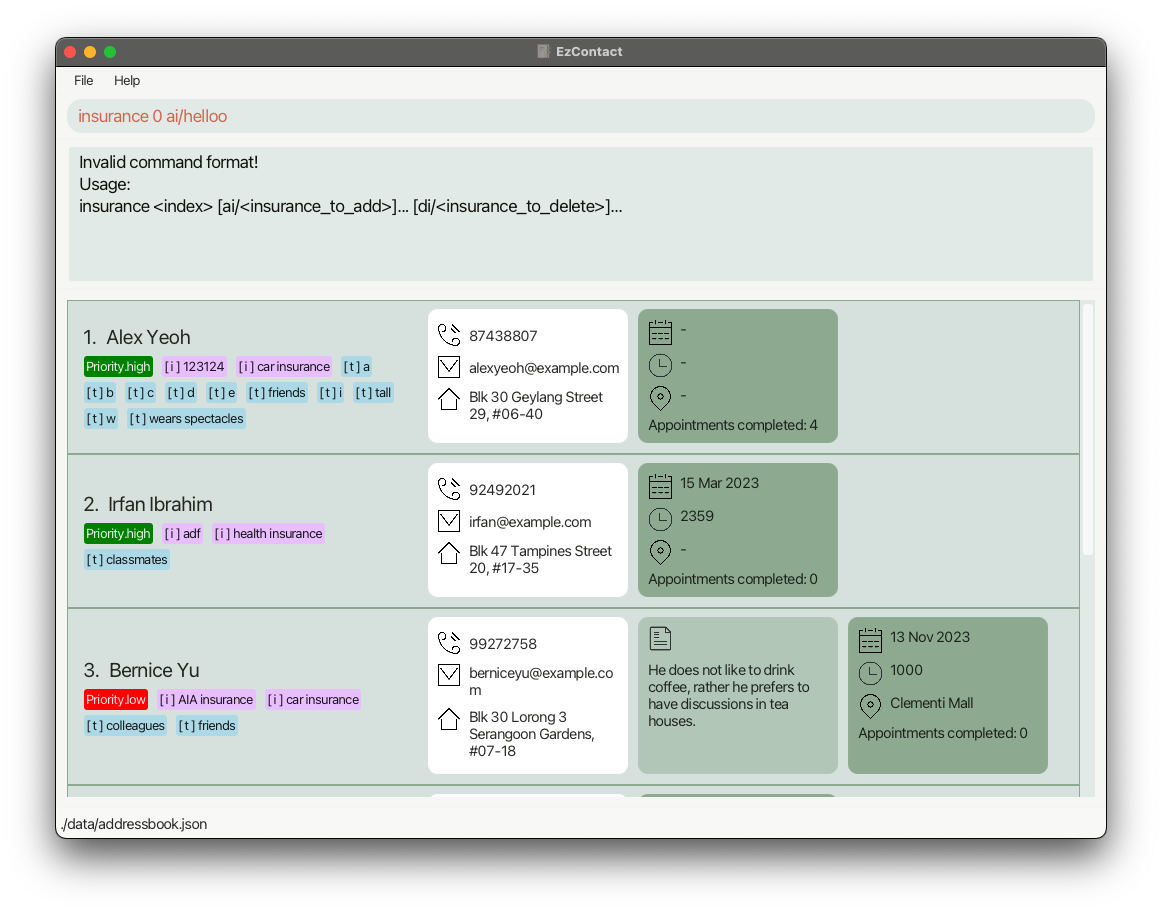 EzContact
File Help
insurance 0 ai/helloo
Invalid command format!
Usage:
insurance <index> [ai/<insurance_to_add>]... [di/<insurance_to_delete>]...
1. Alex Yeoh
Priority.high [i] 123124 [i] car insurance [t] a
[t] b [t] c [t] d [t] e [t] friends [t] i [t] tall
[t] w [t] wears spectacles
87438807
alexyeoh@example.com
Blk 30 Geylang Street
29, #06-40
-
-
-
Appointments completed: 4
2. Irfan Ibrahim
Priority.high [i] adf [i] health insurance
[t] classmates
92492021
irfan@example.com
Blk 47 Tampines Street
20, #17-35
15 Mar 2023
2359
-
Appointments completed: 0
3. Bernice Yu
Priority.low [i] AIA insurance [i] car insurance
[t] colleagues [t] friends
99272758
berniceyu@example.co
m
Blk 30 Lorong 3
Serangoon Gardens,
#07-18
He does not like to drink
coffee, rather he prefers to
have discussions in tea
houses.
13 Nov 2023
1000
Clementi Mall
Appointments completed: 0
./data/addressbook.json